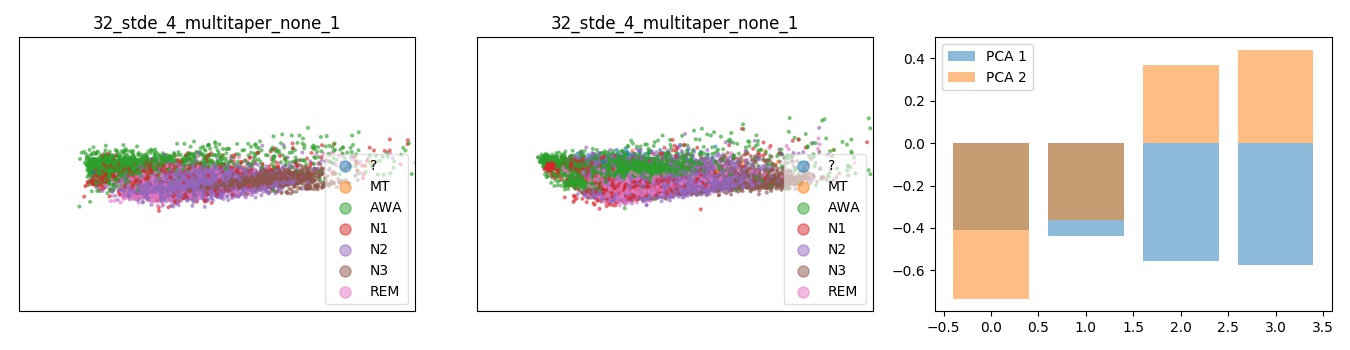 32_stde_4_multitaper_none_1
?
MT
AWA
N1
N2
N3
REM
32_stde_4_multitaper_none_1
?
MT
AWA
N1
N2
N3
REM
PCA 1
PCA 2
0.4
0.2
0.0
−0.2
−0.4
−0.6
−0.5 0.0 0.5 1.0 1.5 2.0 2.5 3.0 3.5